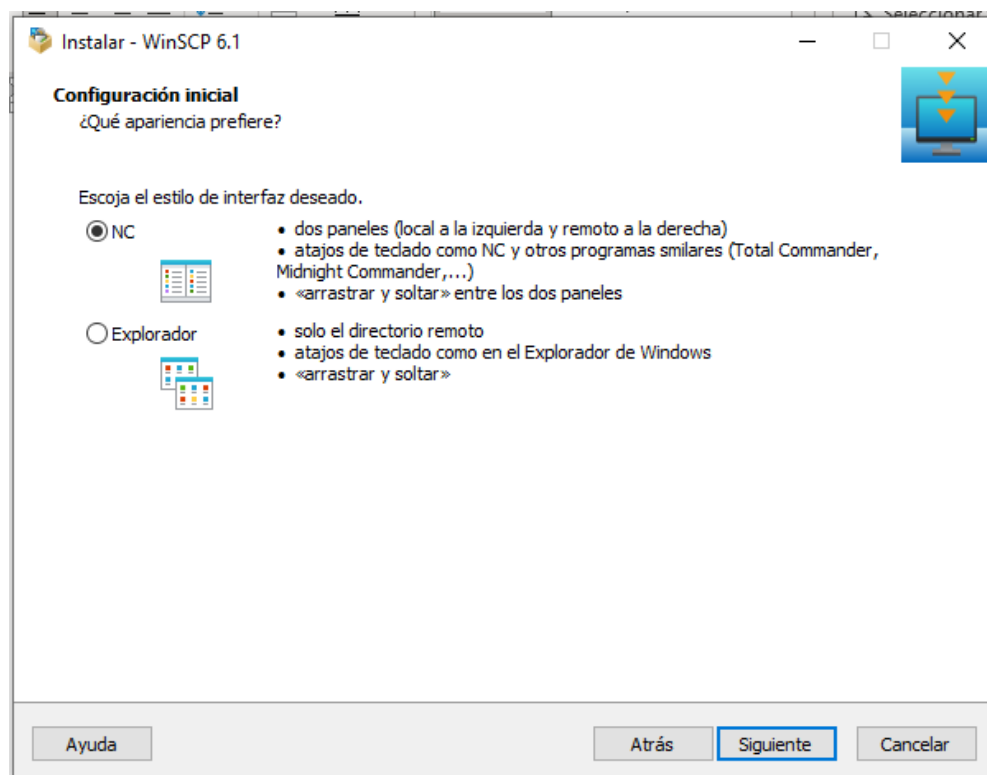 Seleccionar
Instalar - WinSCP 6.1
Configuración inicial
¿Qué apariencia prefiere?
Escoja el estilo de interfaz deseado.
NC
• dos paneles (local a la izquierda y remoto a la derecha)
• atajos de teclado como NC y otros programas smilares (Total Commander,
Midnight Commander,...)
• «arrastrar y soltar» entre los dos paneles
Explorador
• solo el directorio remoto
• atajos de teclado como en el Explorador de Windows
• «arrastrar y soltar»
Ayuda
Atrás
Siguiente
Cancelar